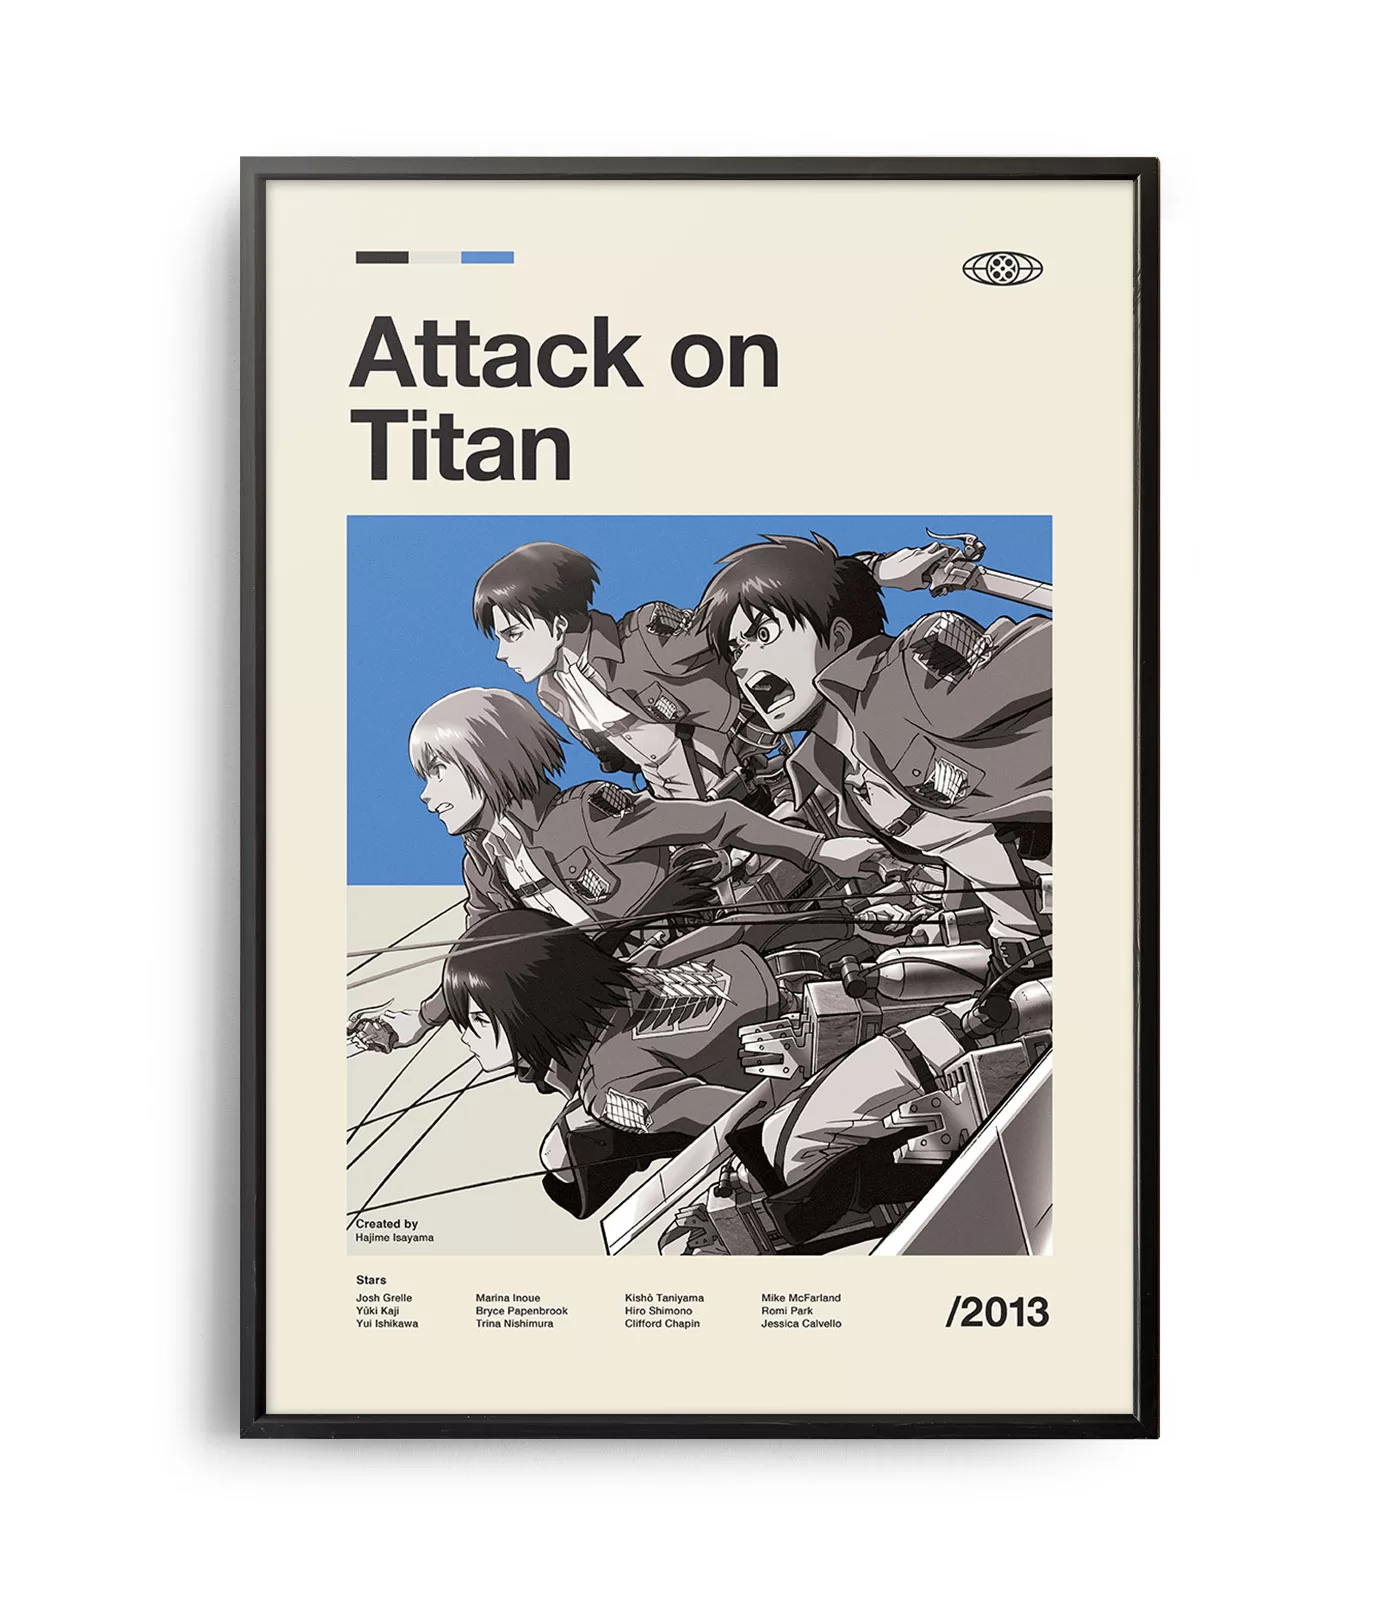 Attack on
Titan
Created by
Hajime Isayama
Stars
Josh Grelle
Yûki Kaji
Yui Ishikawa
Marina Inoue
Bryce Papenbrook
Trina Nishimura
Kishô Taniyama
Hiro Shimono
Clifford Chapin
Mike McFarland
Romi Park
Jessica Calvello
/2013